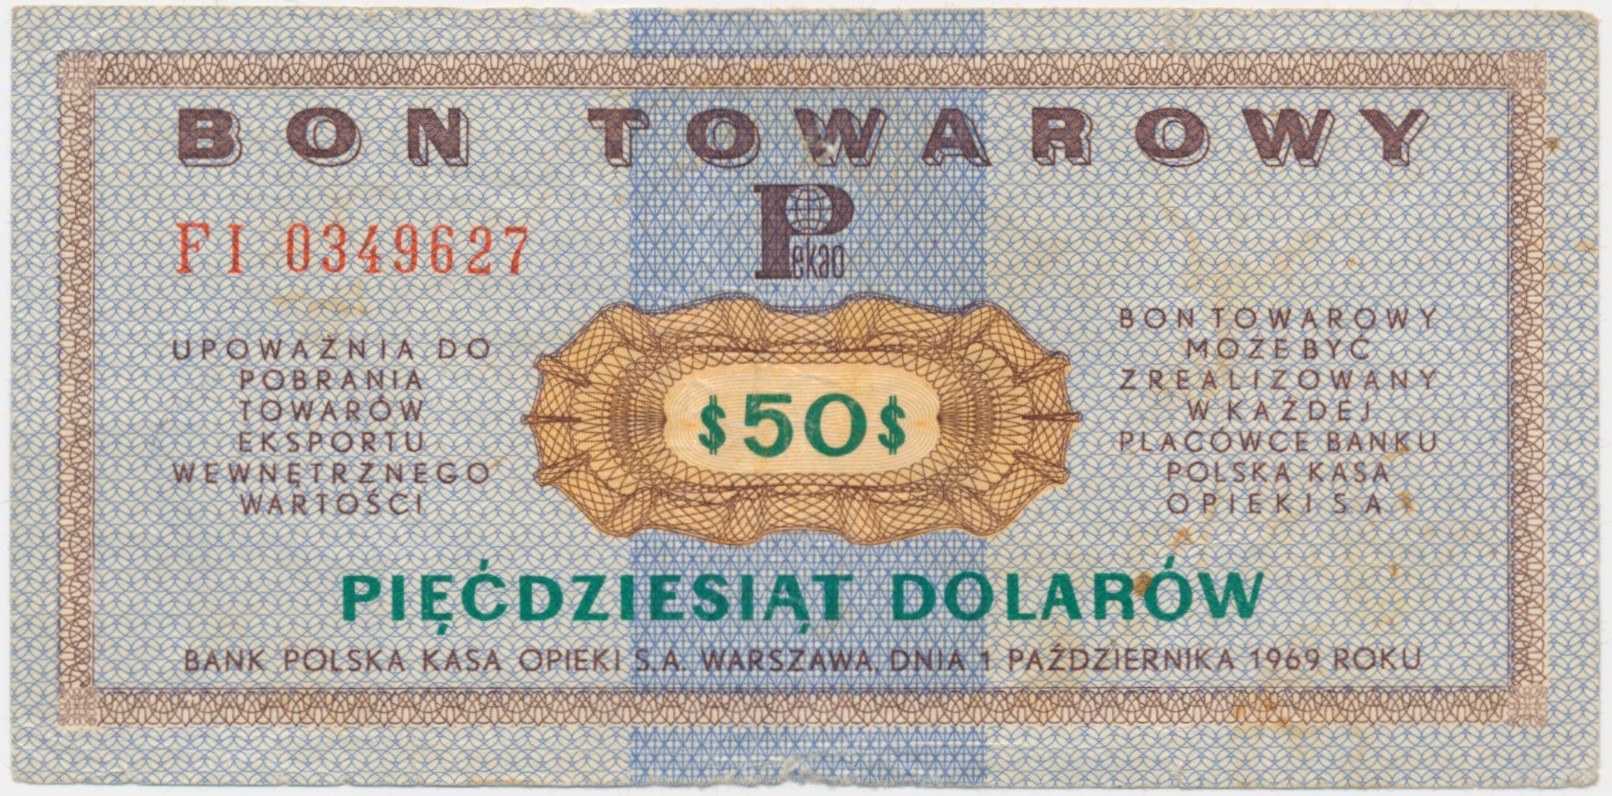 BON TOWAROWY
Pekao
FI 0349627
UPOWAŻNIA DO
POBRANIA
TOWARÓW
EKSPORTU
WEWNĘTRZNEGO
WARTOŚCI
$50$
BON TOWAROWY
MOŻE BYĆ
ZREALIZOWANY
W KAŻDEJ
PLACÓWCE BANKU
POLSKA KASA
OPIEKI S A
PIĘĆDZIESIĄT DOLARÓW
BANK POLSKA KASA OPIEKI S.A. WARSZAWA, DNIA 1 PAŹDZIERNIKA 1969 ROKU